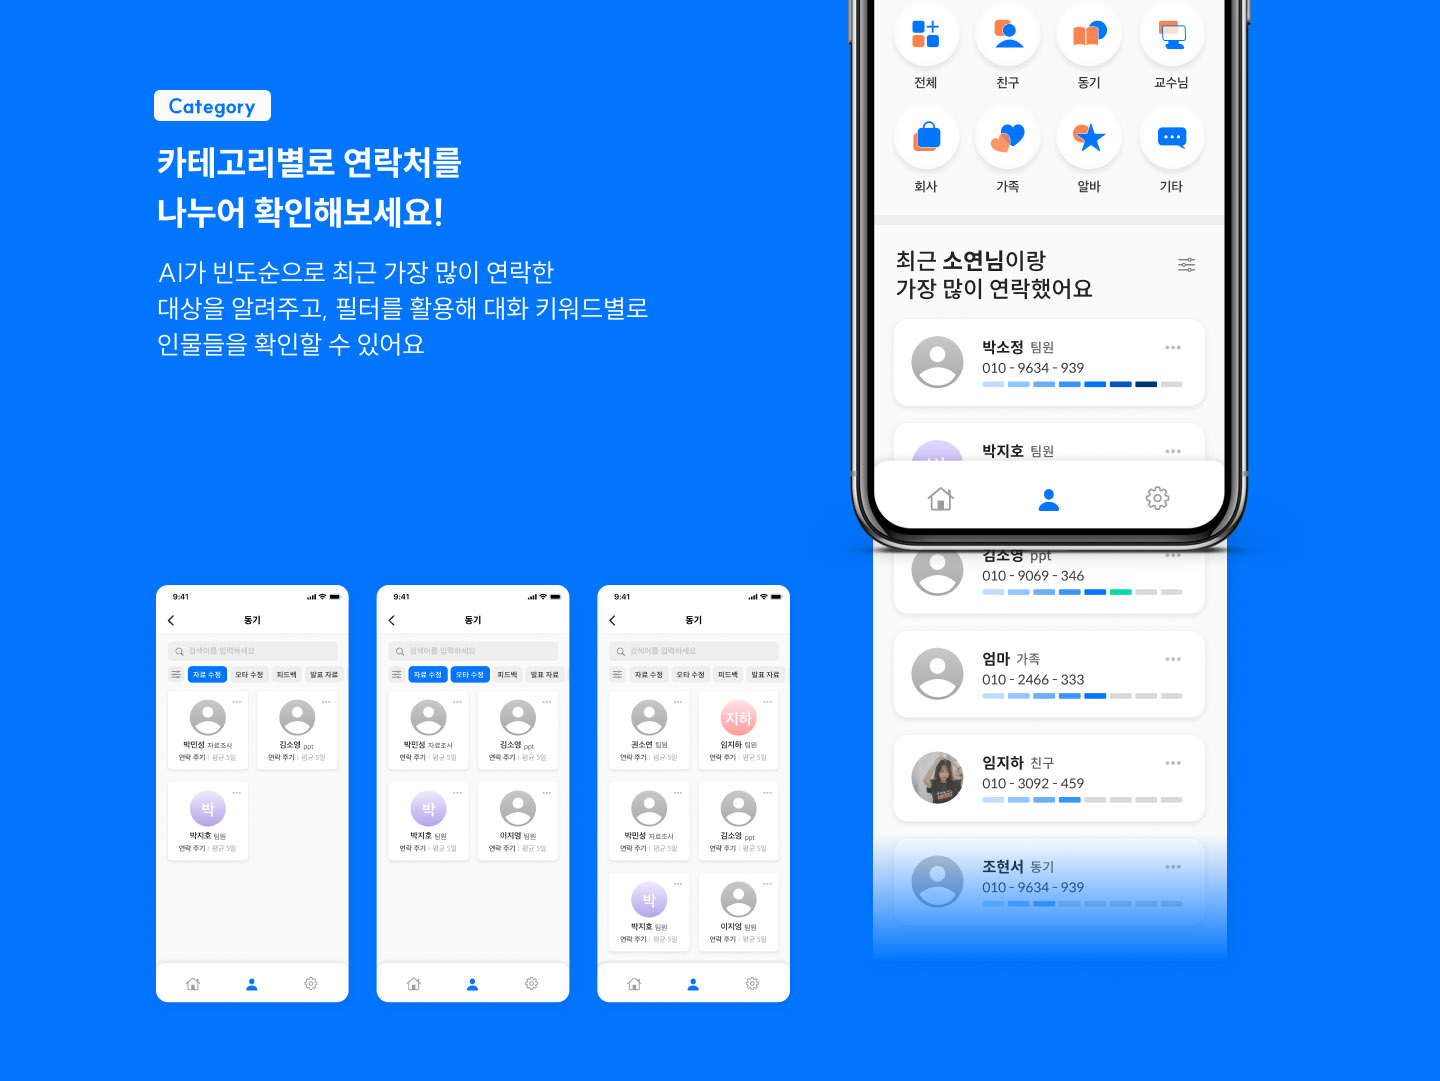 Category
카테고리별로 연락처를
나누어 확인해보세요!
AI가 빈도순으로 최근 가장 많이 연락한
대상을 알려주고, 필터를 활용해 대화 키워드별로
인물들을 확인할 수 있어요
전체 친구 동기 교수님
회사 가족 알바 기타
최근 소연님이랑
가장 많이 연락했어요
박소정 팀원
010 - 9634 - 939
박지호 팀원
김소영 ppt
010 - 9069 - 346
엄마 가족
010 - 2466 - 333
임지하 친구
010 - 3092 - 459
조현서 동기
010 - 9634 - 939
9:41
동기
검색어를 입력하세요
자료 수정 오타 수정 피드백 발표 자료
박민성 자료조사 김소영 ppt
연락 주기 | 평균 5일 연락 주기 | 평균 5일
박
박지호 팀원
연락 주기 | 평균 5일
9:41
동기
검색어를 입력하세요
자료 수정 오타 수정 피드백 발표 자료
박민성 자료조사 김소영 ppt
연락 주기 | 평균 5일 연락 주기 | 평균 5일
박
박지호 팀원 이지영 팀원
연락 주기 | 평균 5일 연락 주기 | 평균 5일
9:41
동기
검색어를 입력하세요
자료 수정 오타 수정 피드백 발표 자료
지하
권소연 팀원 임지하 팀원
연락 주기 | 평균 5일 연락 주기 | 평균 5일
박민성 자료조사 김소영 ppt
연락 주기 | 평균 5일 연락 주기 | 평균 5일
박
박지호 팀원 이지영 팀원
연락 주기 | 평균 5일 연락 주기 | 평균 5일